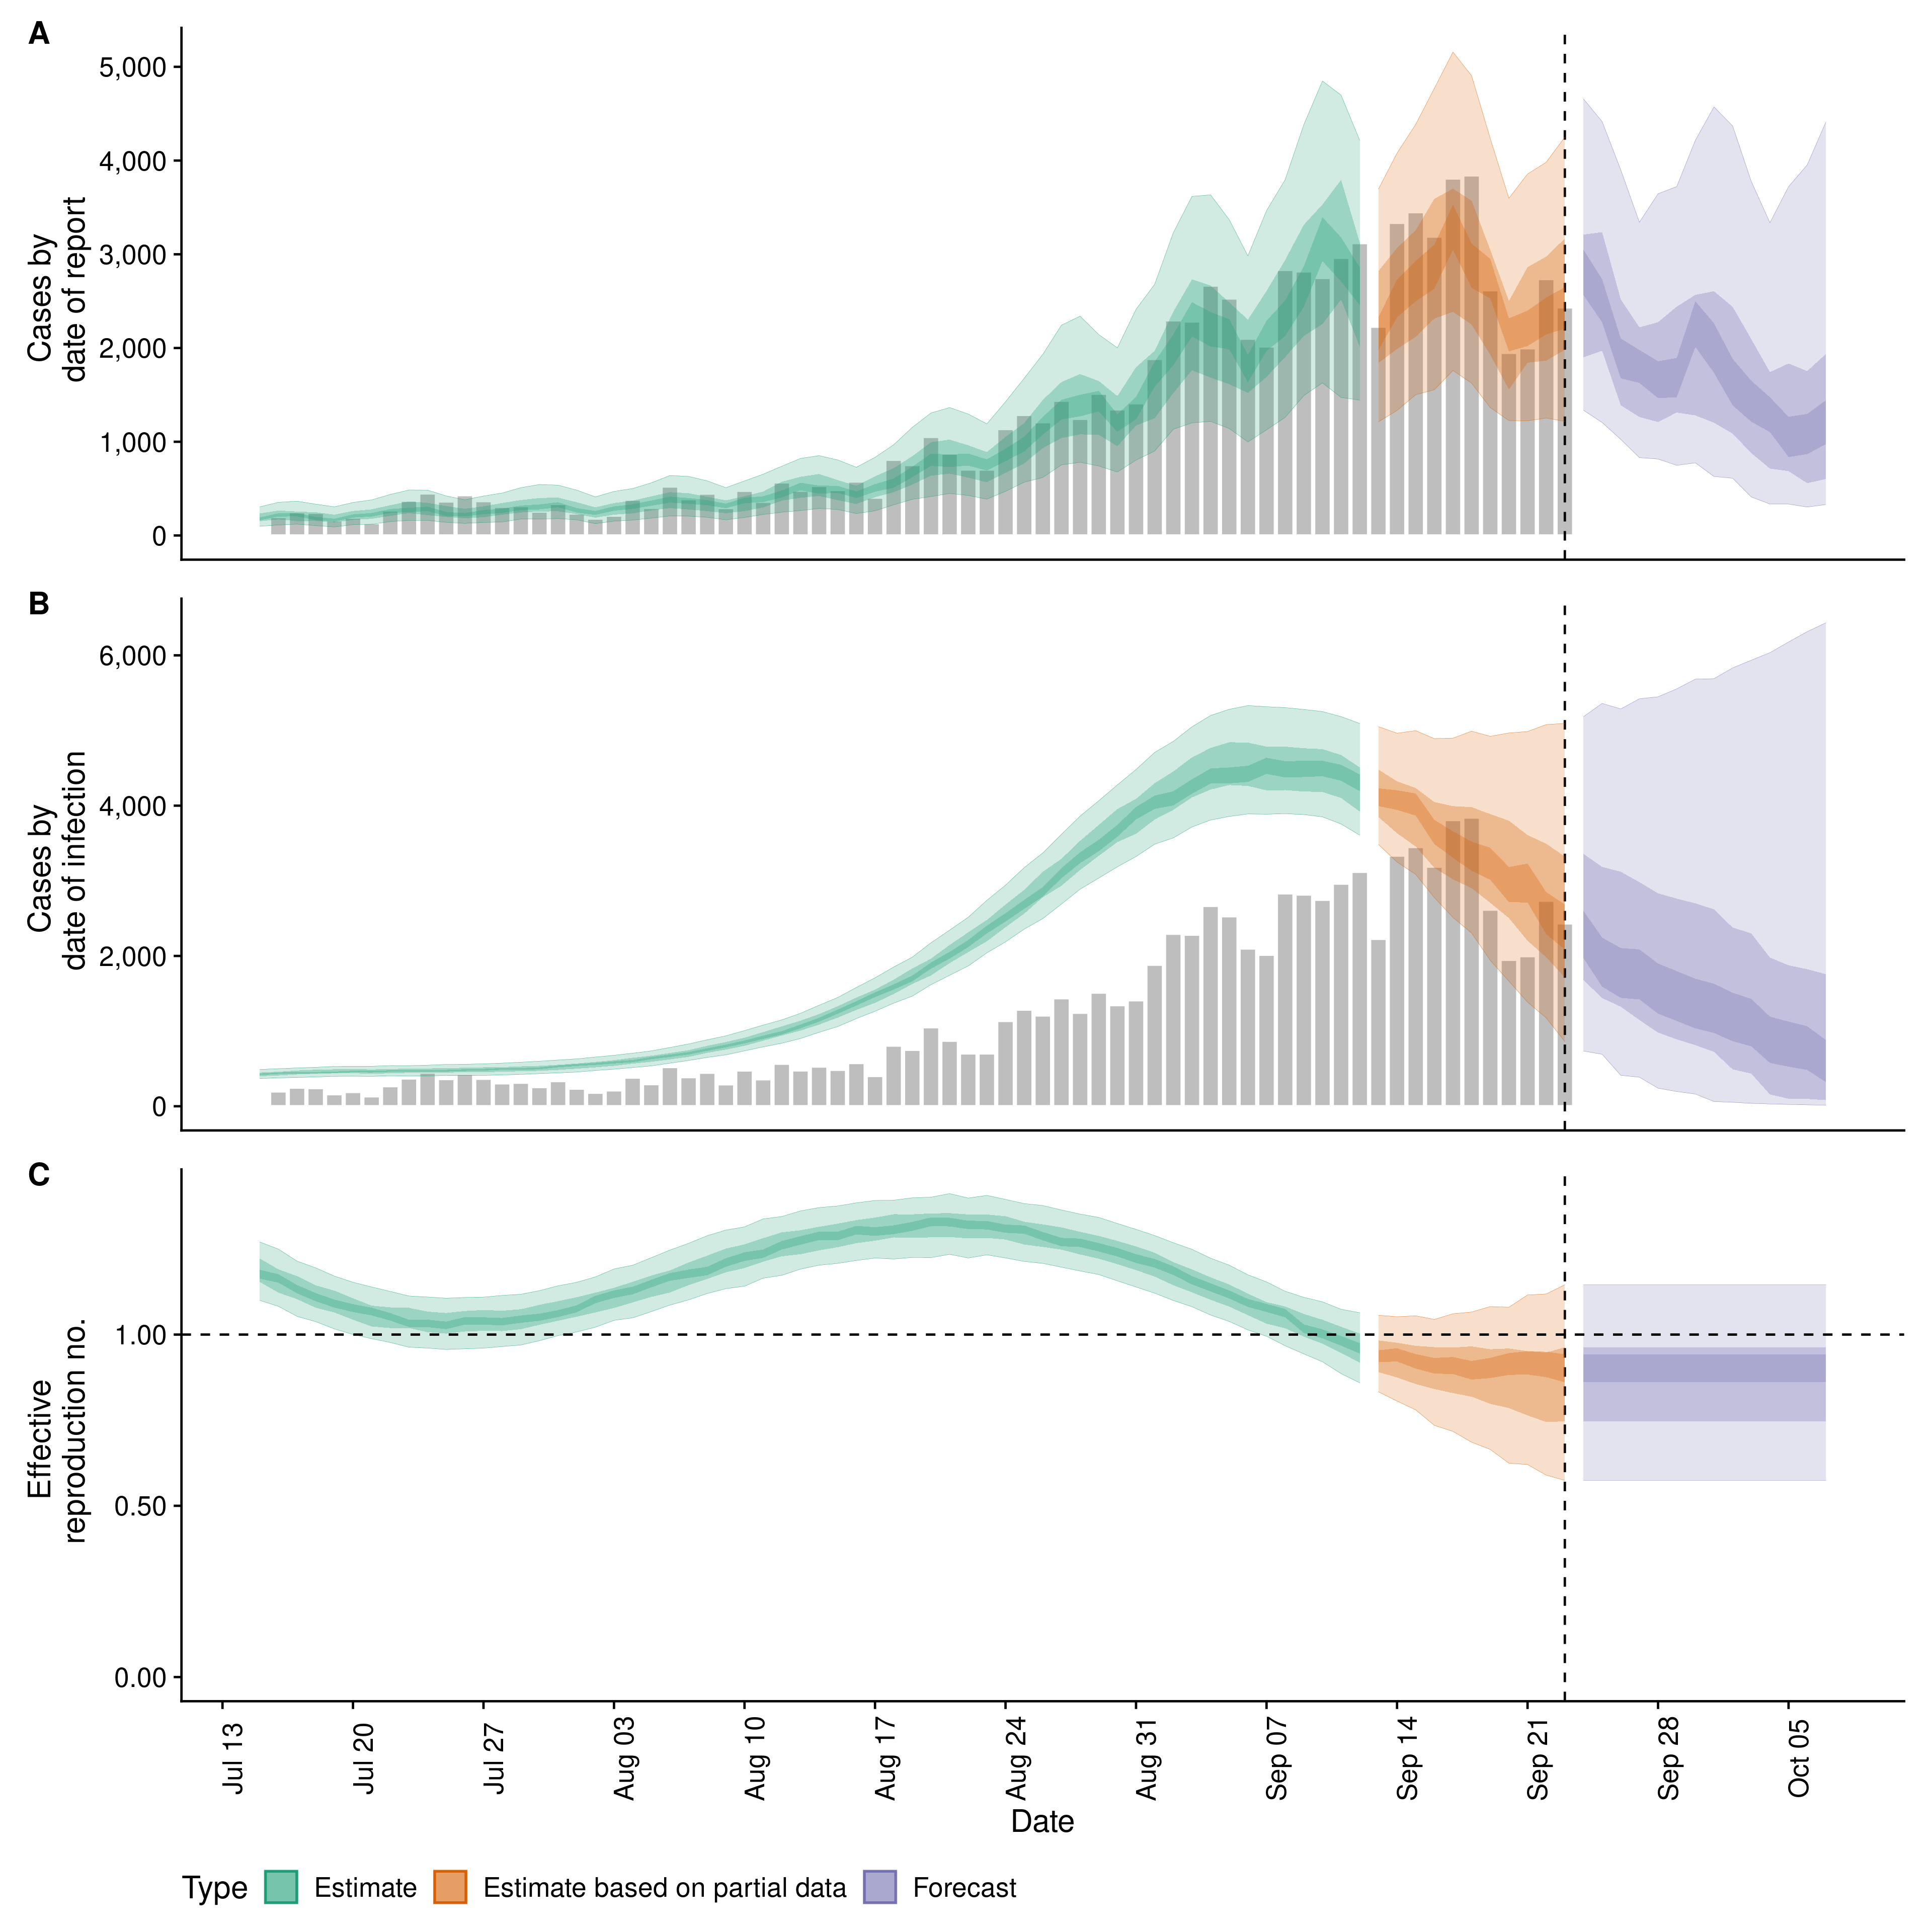 A
5,000
4,000
3,000
2,000
1,000
0
Cases by
date of report
B
6,000
4,000
2,000
0
Cases by
date of infection
C
1.00
0.50
0.00
Effective
reproduction no.
Jul 13
Jul 20
Jul 27
Aug 03
Aug 10
Aug 17
Aug 24
Aug 31
Sep 07
Sep 14
Sep 21
Sep 28
Oct 05
Date
Type Estimate Estimate based on partial data Forecast